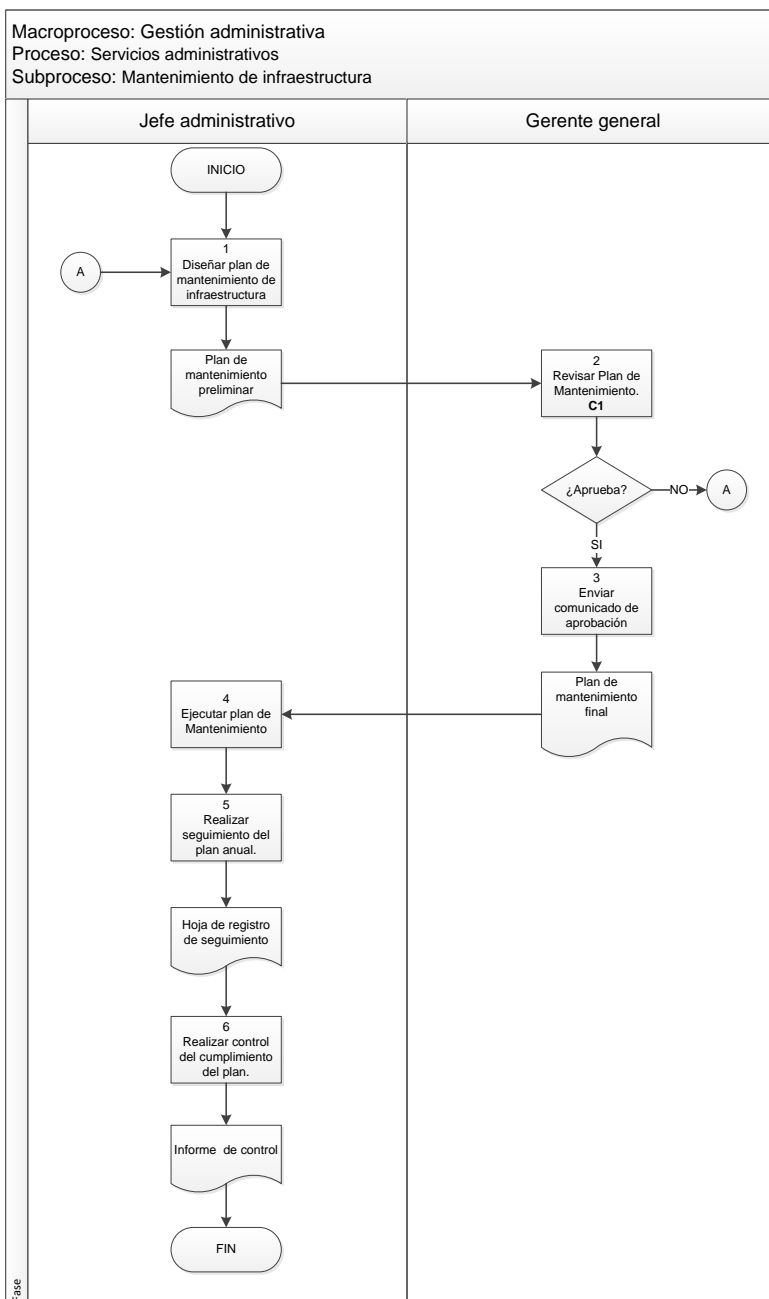 Macroproceso: Gestión administrativa
Proceso: Servicios administrativos
Subproceso: Mantenimiento de infraestructura
Jefe administrativo
Gerente general
INICIO
A
1
Diseñar plan de
mantenimiento de
infraestructura
Plan de
mantenimiento
preliminar
2
Revisar Plan de
Mantenimiento.
C1
¿Aprueba?
NO
A
SI
3
Enviar
comunicado de
aprobación
Plan de
mantenimiento
final
4
Ejecutar plan de
Mantenimiento
5
Realizar
seguimiento del
plan anual.
Hoja de registro
de seguimiento
6
Realizar control
del cumplimiento
del plan.
Informe de control
FIN
Fase